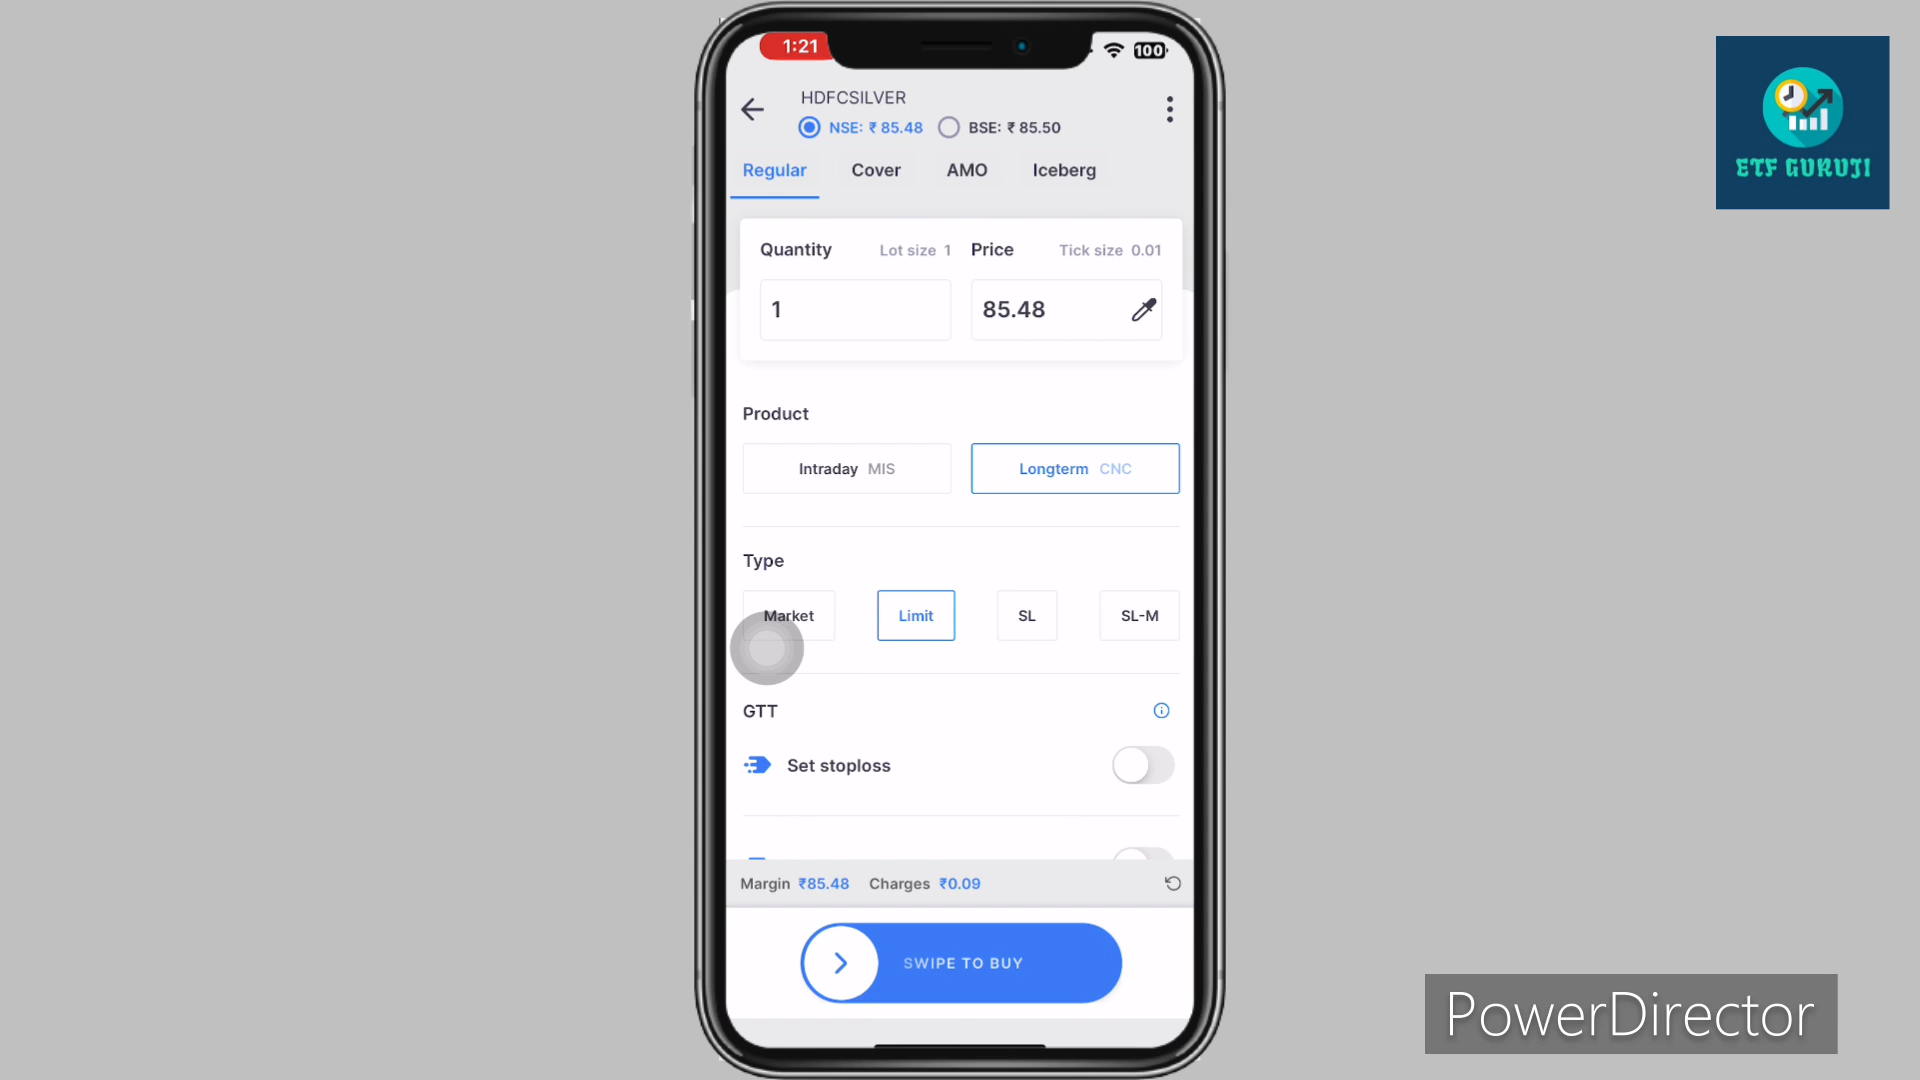 1:21
100
HDFCSILVER
NSE: ₹ 85.48 BSE: ₹ 85.50
Regular Cover AMO Iceberg
Quantity Lot size 1 Price Tick size 0.01
1 85.48
Product
Intraday MIS Longterm CNC
Type
Market Limit SL SL-M
GTT
Set stoploss
Margin ₹85.48 Charges ₹0.09
SWIPE TO BUY
ETF GURUJI
PowerDirector